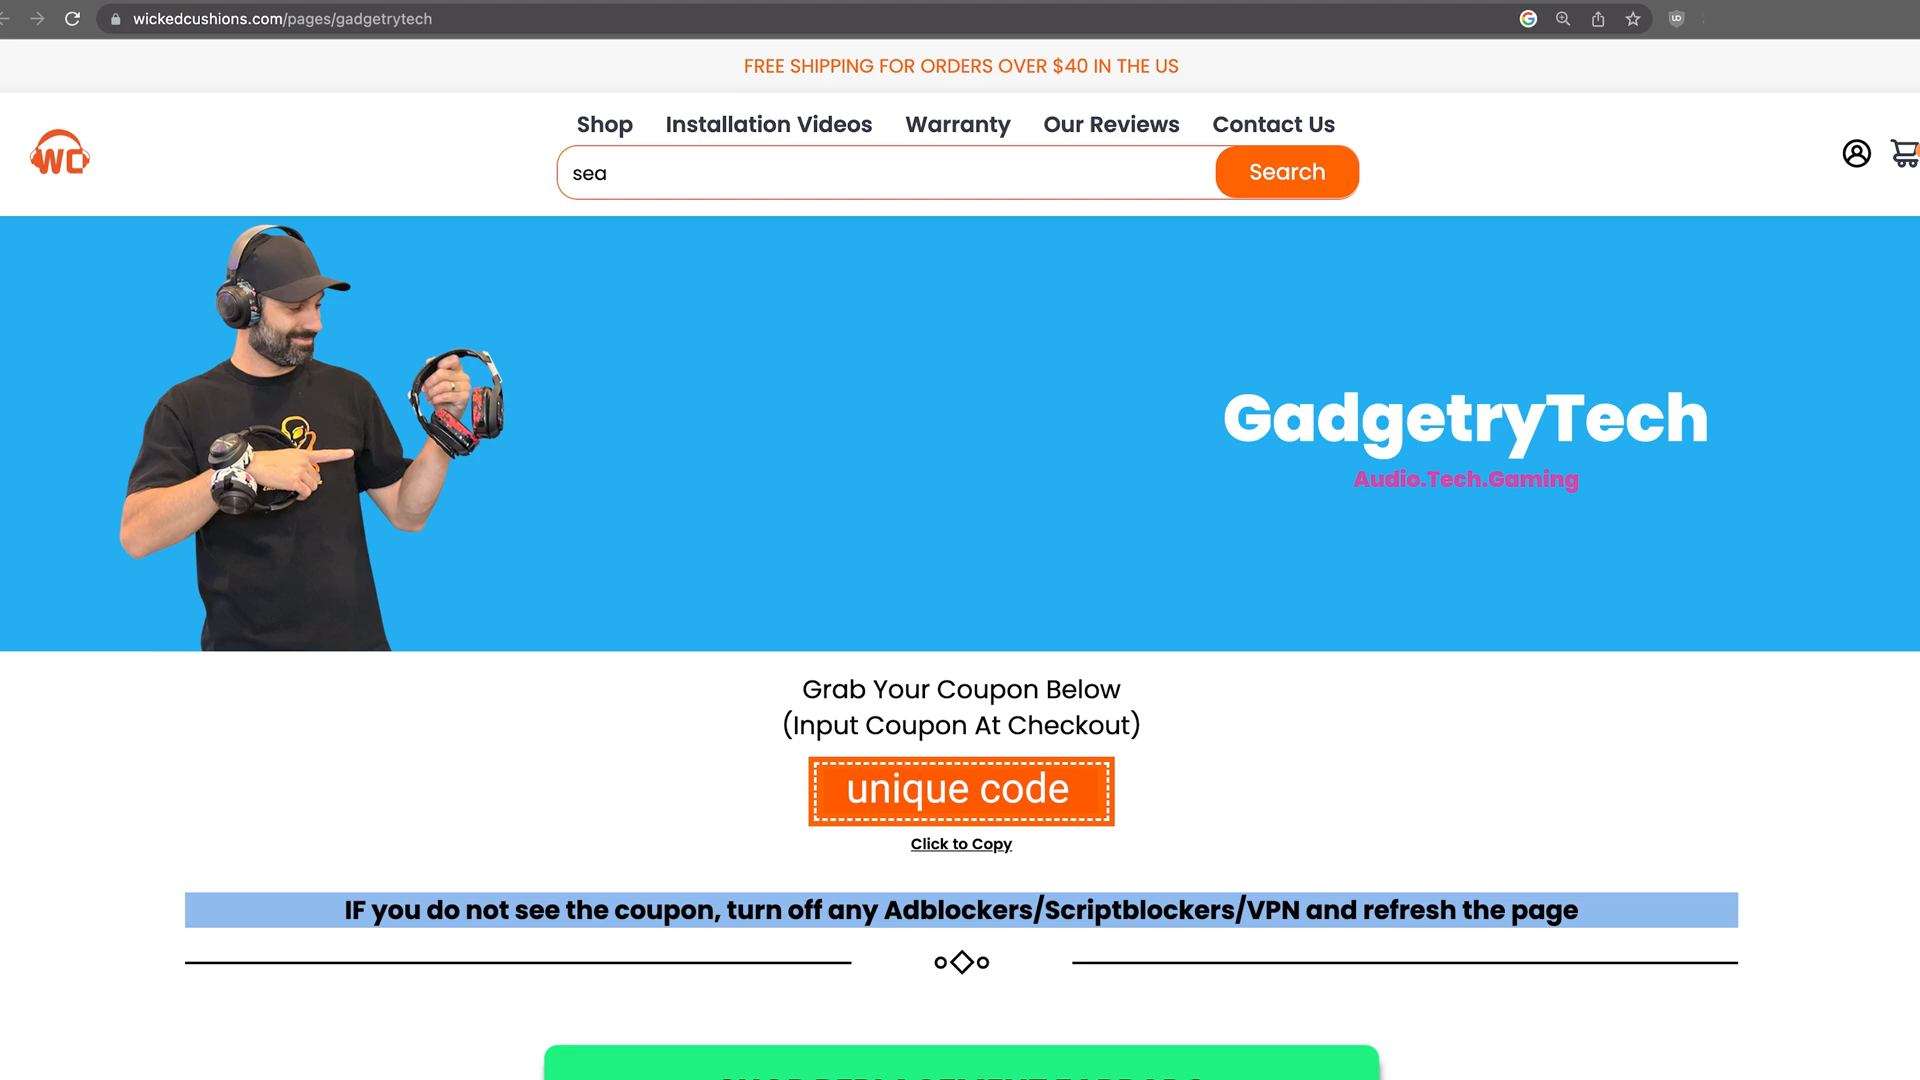 wickedcushions.com/pages/gadgetrytech
FREE SHIPPING FOR ORDERS OVER $40 IN THE US
Shop Installation Videos Warranty Our Reviews Contact Us
WC
sea Search
GadgetryTech
Audio.Tech.Gaming
Grab Your Coupon Below
(Input Coupon At Checkout)
unique code
Click to Copy
IF you do not see the coupon, turn off any Adblockers/Scriptblockers/VPN and refresh the page